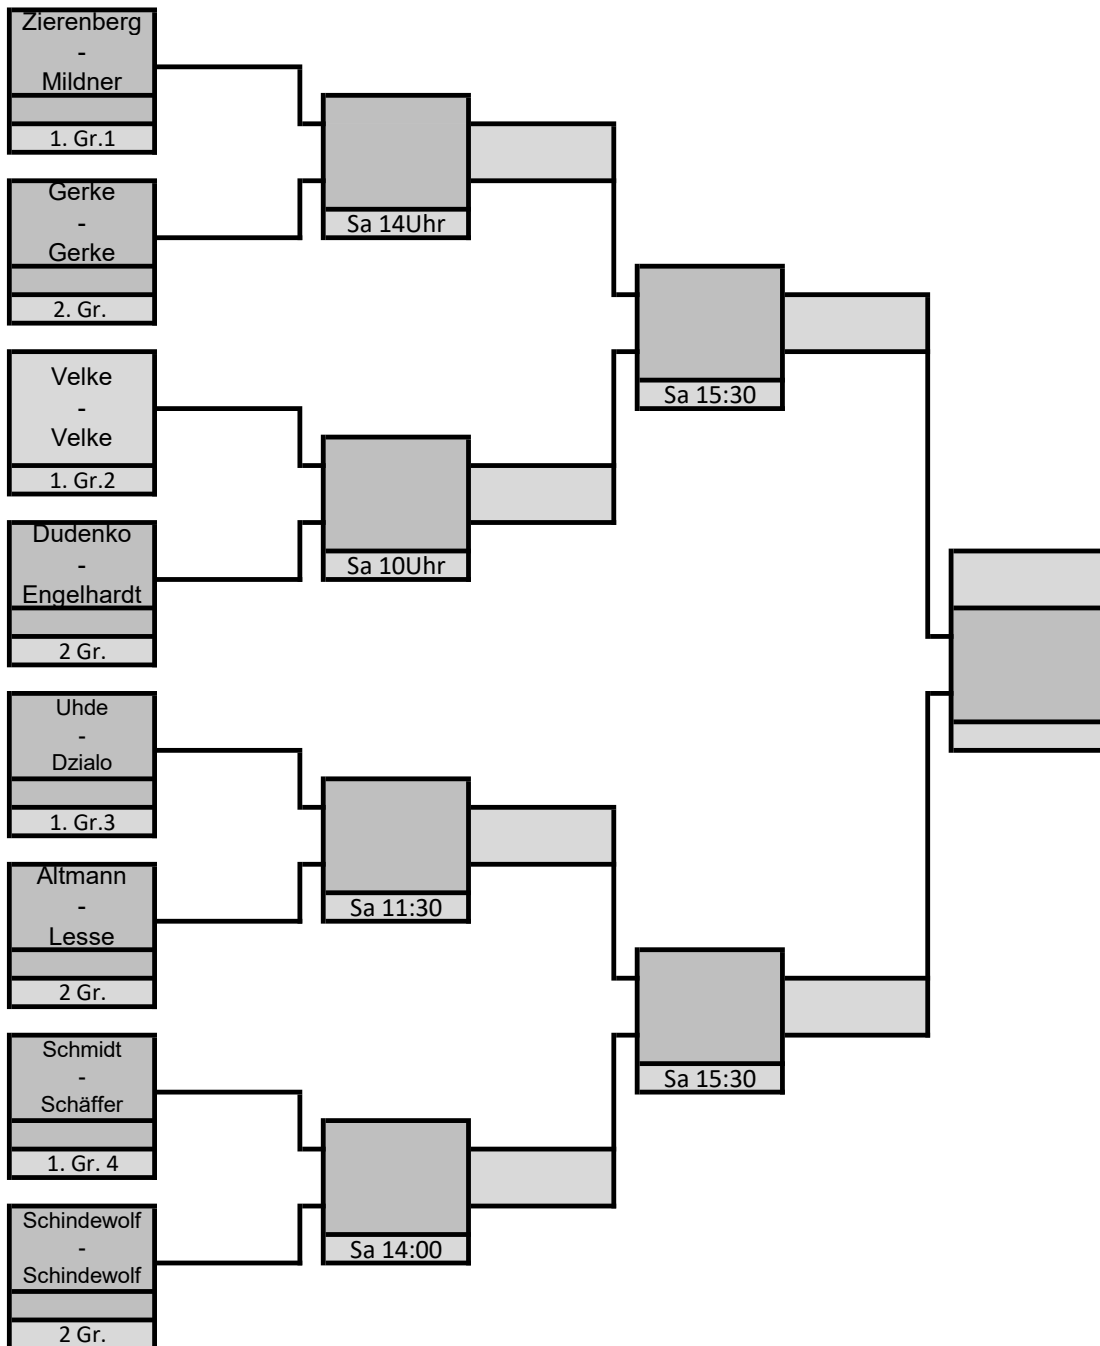 Zierenberg
-
Mildner
1. Gr.1
Gerke
-
Gerke
2. Gr.
Velke
-
Velke
1. Gr.2
Dudenko
-
Engelhardt
2 Gr.
Uhde
-
Dzialo
1. Gr.3
Altmann
-
Lesse
2 Gr.
Schmidt
-
Schäffer
1. Gr. 4
Schindewolf
-
Schindewolf
2 Gr.
Sa 14Uhr
Sa 10Uhr
Sa 11:30
Sa 14:00
Sa 15:30
Sa 15:30